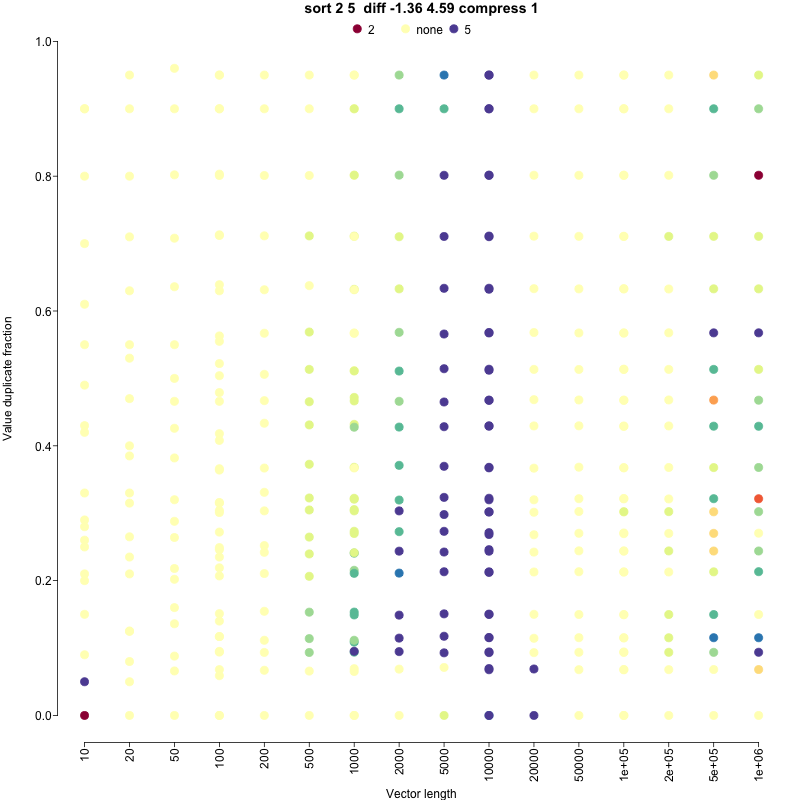 sort 2 5  diff -1.36 4.59 compress 1
2 none 5
1.0
0.8
0.6
0.4
0.2
0.0
Value duplicate fraction
10 20 50 100 200 500 1000 2000 5000 10000 20000 50000 1e+05 2e+05 5e+05 1e+06
Vector length